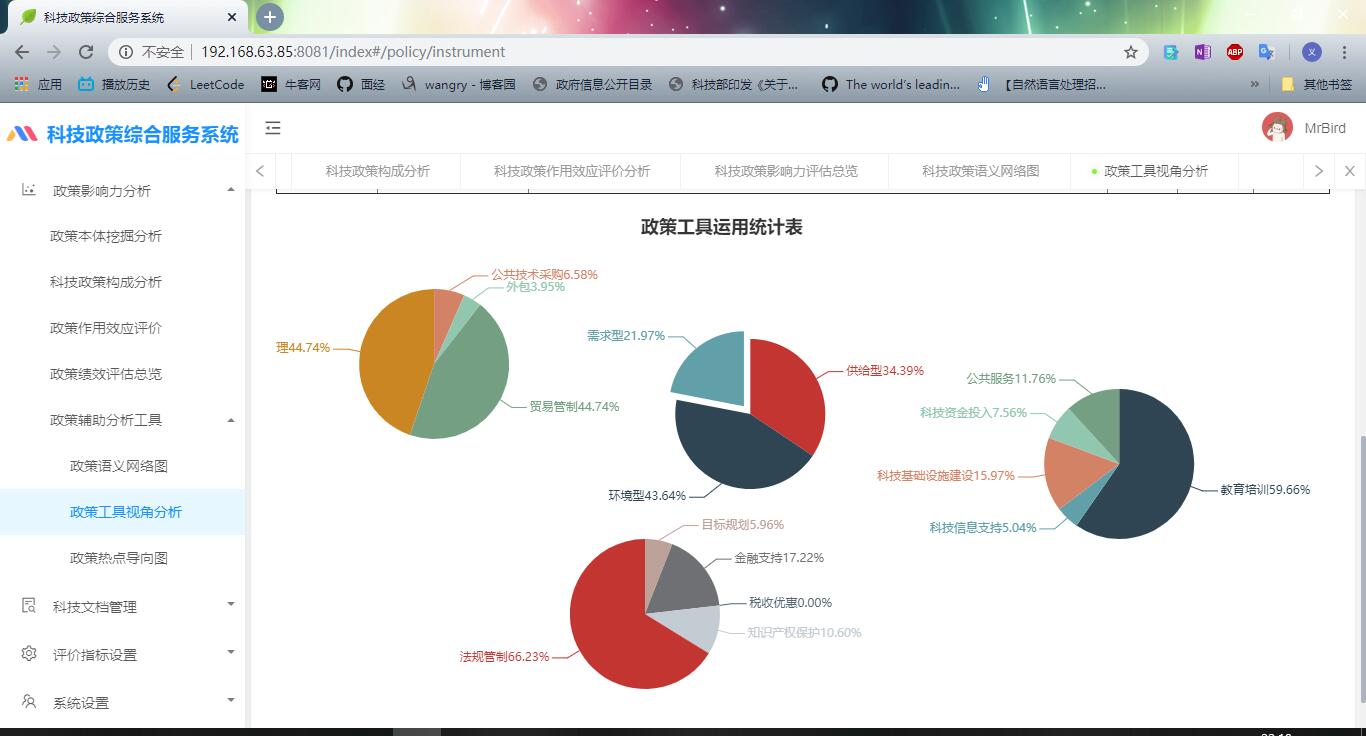 科技政策综合服务系统
不安全
192.168.63.85:8081/index#/policy/instrument
ABP
义
应用
播放历史
LeetCode
牛客网
面经
wangry - 博客园
政府信息公开目录
科技部印发《关于...
The world's leadin...
【自然语言处理招...
»
其他书签
科技政策综合服务系统
MrBird
科技政策构成分析
科技政策作用效应评价分析
科技政策影响力评估总览
科技政策语义网络图
政策工具视角分析
政策影响力分析
政策本体挖掘分析
科技政策构成分析
政策作用效应评价
政策绩效评估总览
政策辅助分析工具
政策语义网络图
政策工具视角分析
政策热点导向图
科技文档管理
评价指标设置
系统设置
政策工具运用统计表
公共技术采购6.58%
外包3.95%
理44.74%
贸易管制44.74%
需求型21.97%
供给型34.39%
环境型43.64%
公共服务11.76%
科技资金投入7.56%
科技基础设施建设15.97%
科技信息支持5.04%
教育培训59.66%
目标规划5.96%
金融支持17.22%
税收优惠0.00%
知识产权保护10.60%
法规管制66.23%